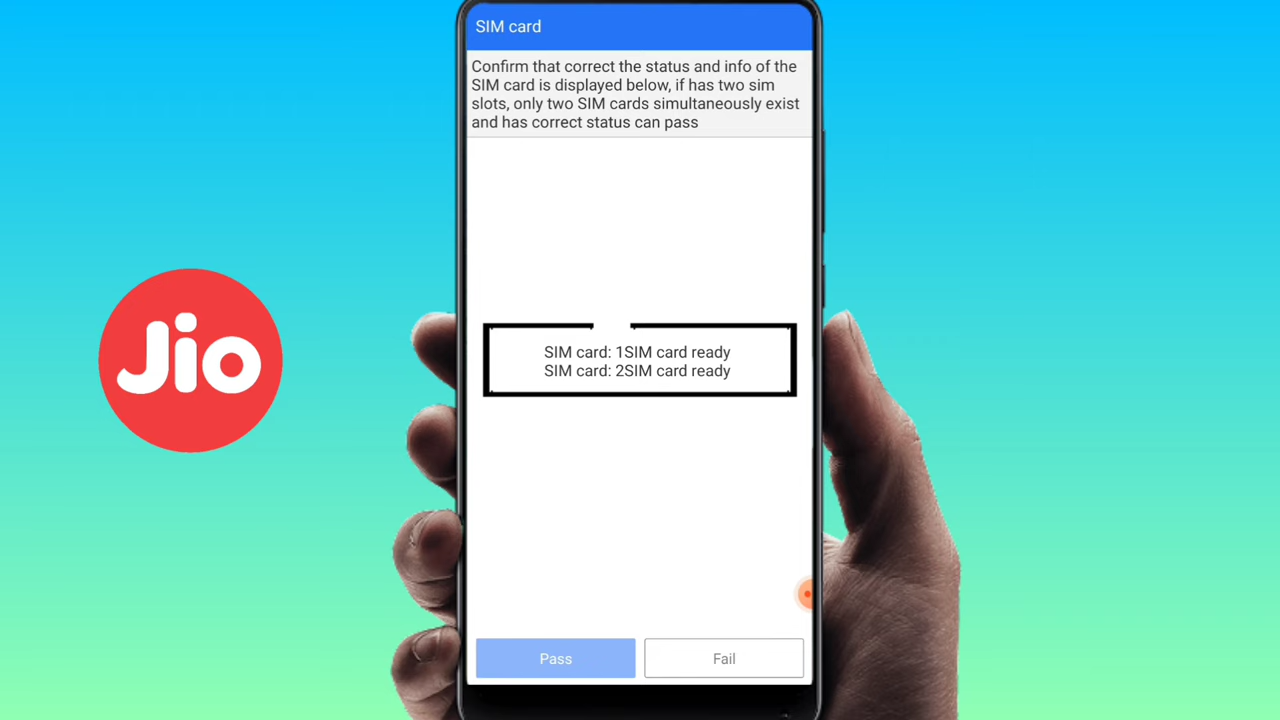 SIM card
Confirm that correct the status and info of the
SIM card is displayed below, if has two sim
slots, only two SIM cards simultaneously exist
and has correct status can pass
Jio
SIM card: 1SIM card ready
SIM card: 2SIM card ready
Pass
Fail